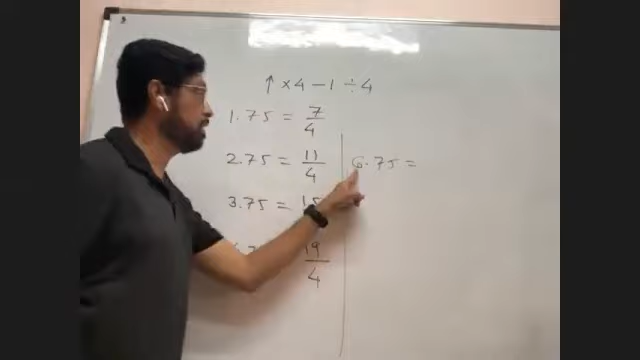 ↑ ×4 −1 ÷4
1.75 = 7/4
2.75 = 11/4
3.75 = 15
19/4
6.75 =